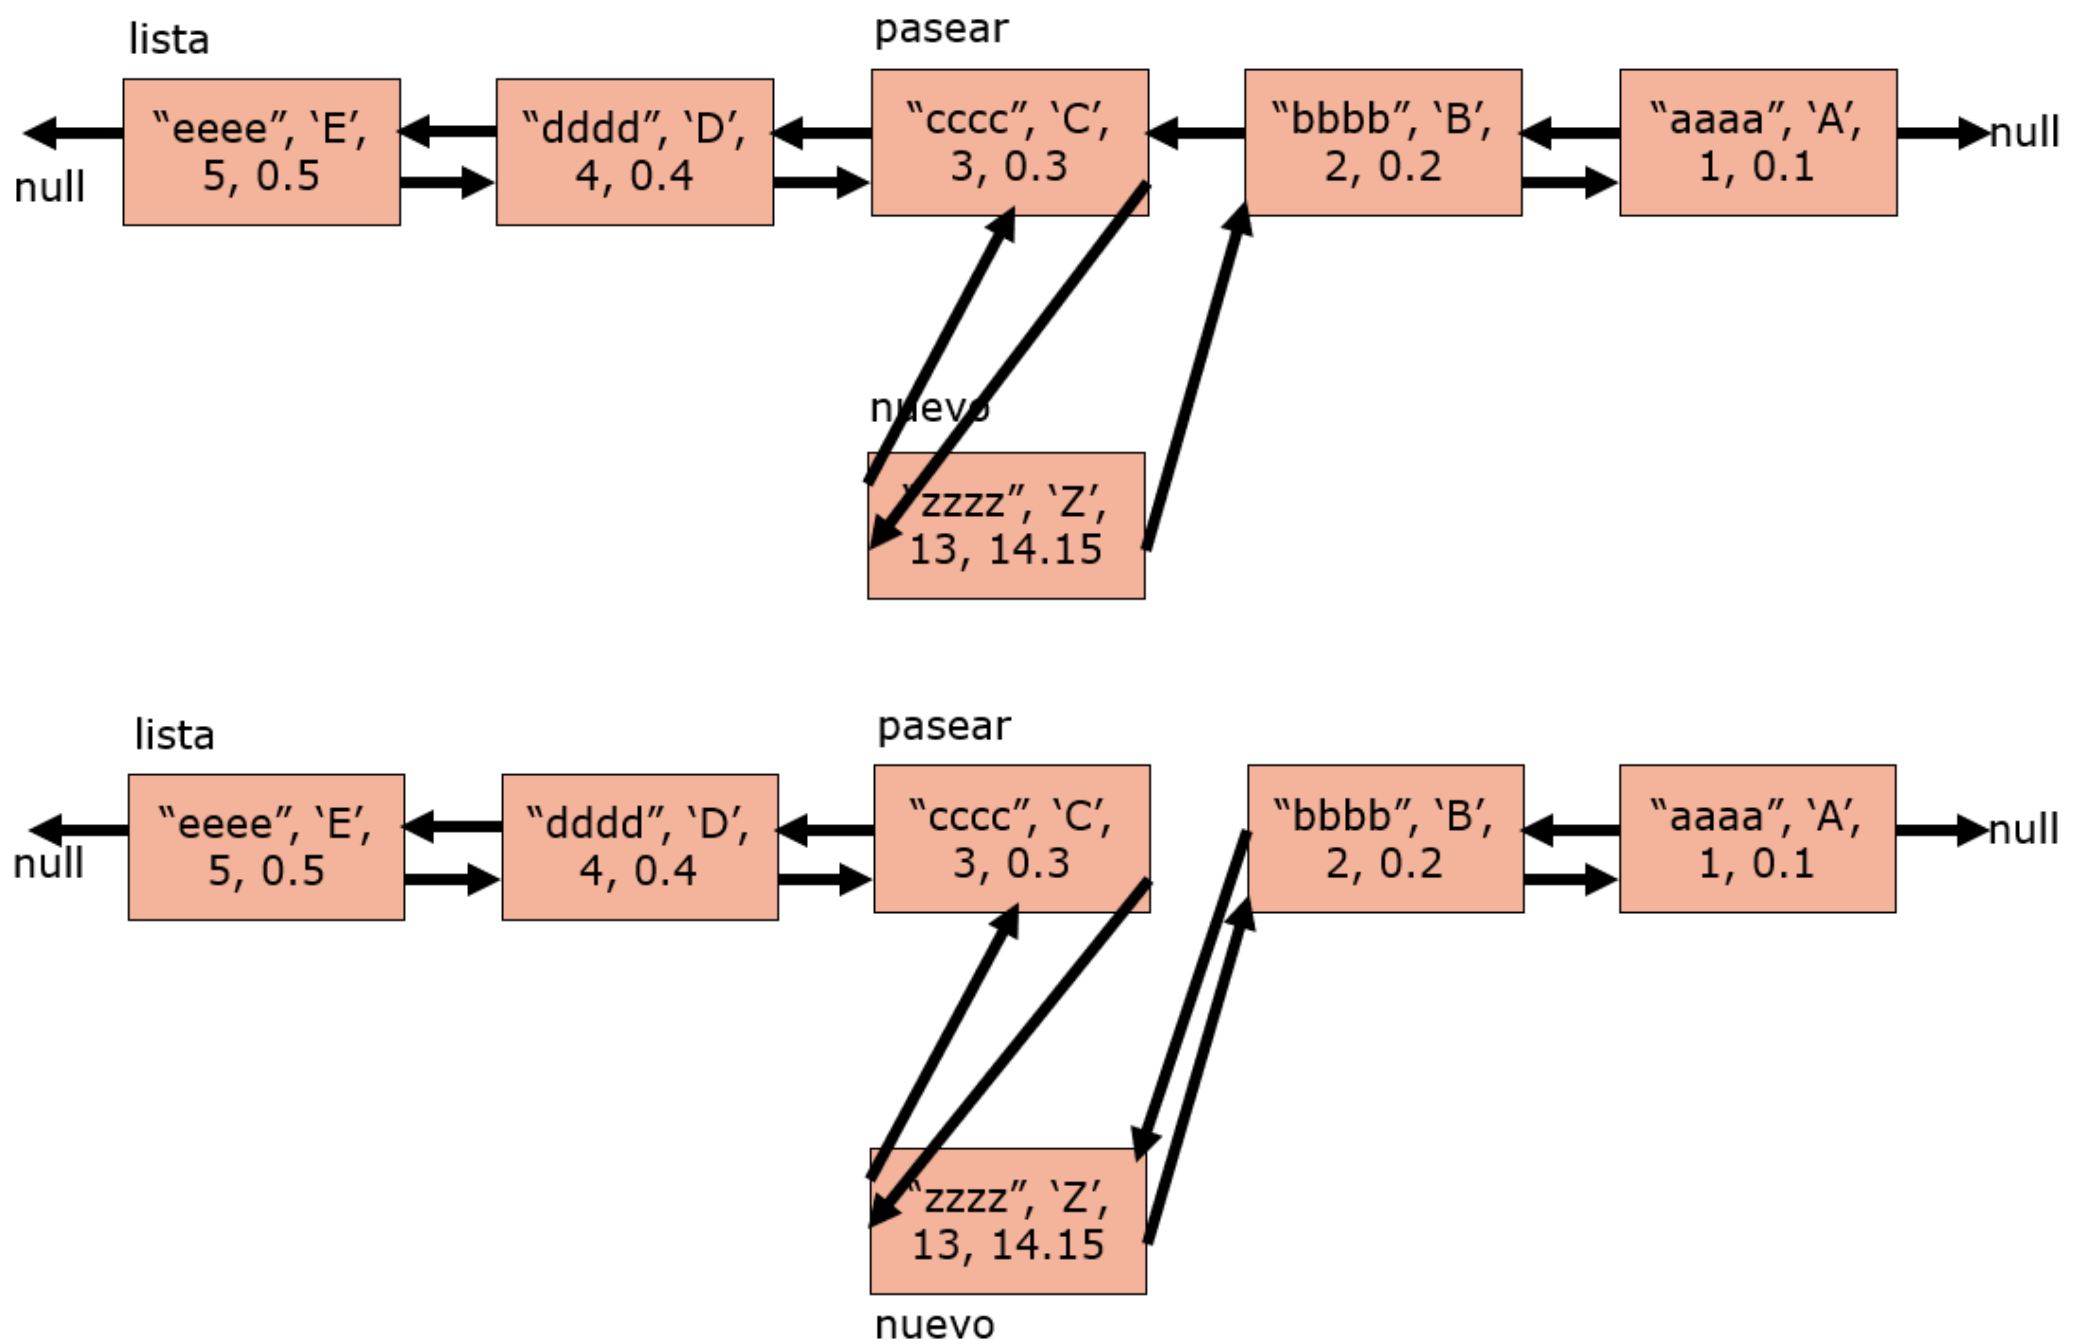 lista
pasear
“eeee”, ‘E’,
5, 0.5
“dddd”, ‘D’,
4, 0.4
“cccc”, ‘C’,
3, 0.3
“bbbb”, ‘B’,
2, 0.2
“aaaa”, ‘A’,
1, 0.1
null
null
nuevo
“zzzz”, ‘Z’,
13, 14.15
lista
pasear
“eeee”, ‘E’,
5, 0.5
“dddd”, ‘D’,
4, 0.4
“cccc”, ‘C’,
3, 0.3
“bbbb”, ‘B’,
2, 0.2
“aaaa”, ‘A’,
1, 0.1
null
null
“zzzz”, ‘Z’,
13, 14.15
nuevo